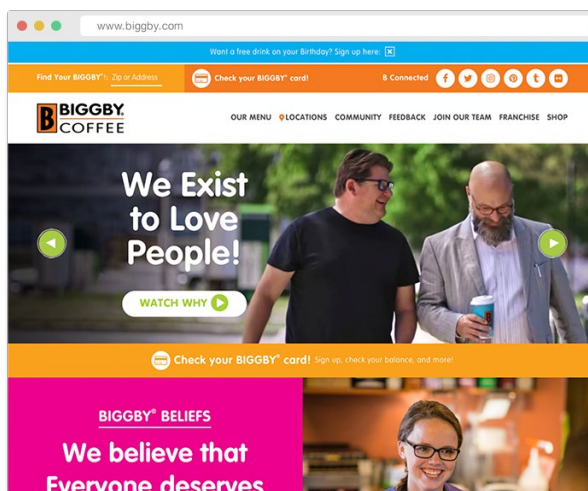 www.biggby.com
Want a free drink on your Birthday? Sign up here:
Find Your BIGGBY®!: Zip or Address
Check your BIGGBY® card!
B Connected
B BIGGBY®
COFFEE
OUR MENU LOCATIONS COMMUNITY FEEDBACK JOIN OUR TEAM FRANCHISE SHOP
We Exist
to Love
People!
WATCH WHY
Check your BIGGBY® card! Sign up, check your balance, and more!
BIGGBY® BELIEFS
We believe that
Everyone deserves